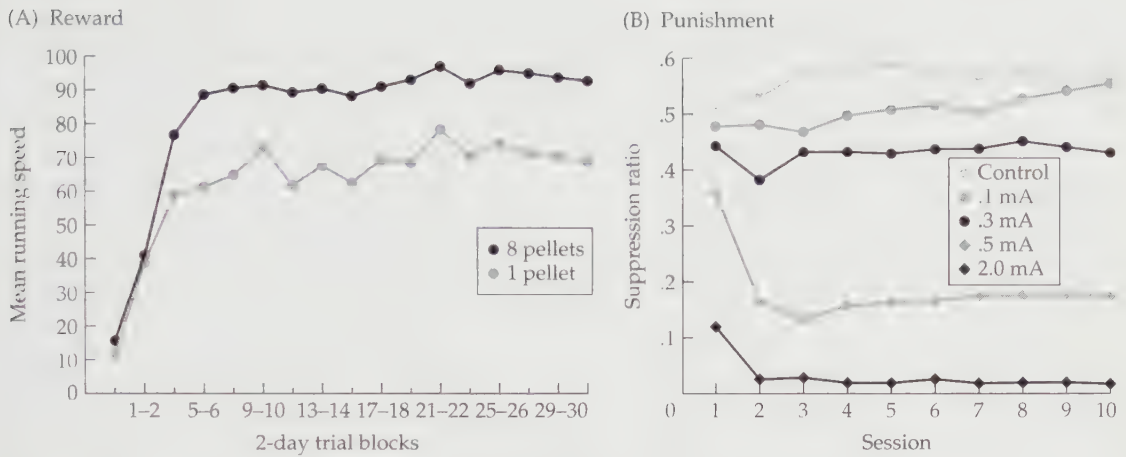 (A) Reward
100
90
80
70
60
50
40
30
20
10
0
Mean running speed
8 pellets
1 pellet
1–2 5–6 9–10 13–14 17–18 21–22 25–26 29–30
2-day trial blocks
(B) Punishment
.6
.5
.4
.3
.2
.1
0
Suppression ratio
Control
.1 mA
.3 mA
.5 mA
2.0 mA
1 2 3 4 5 6 7 8 9 10
Session